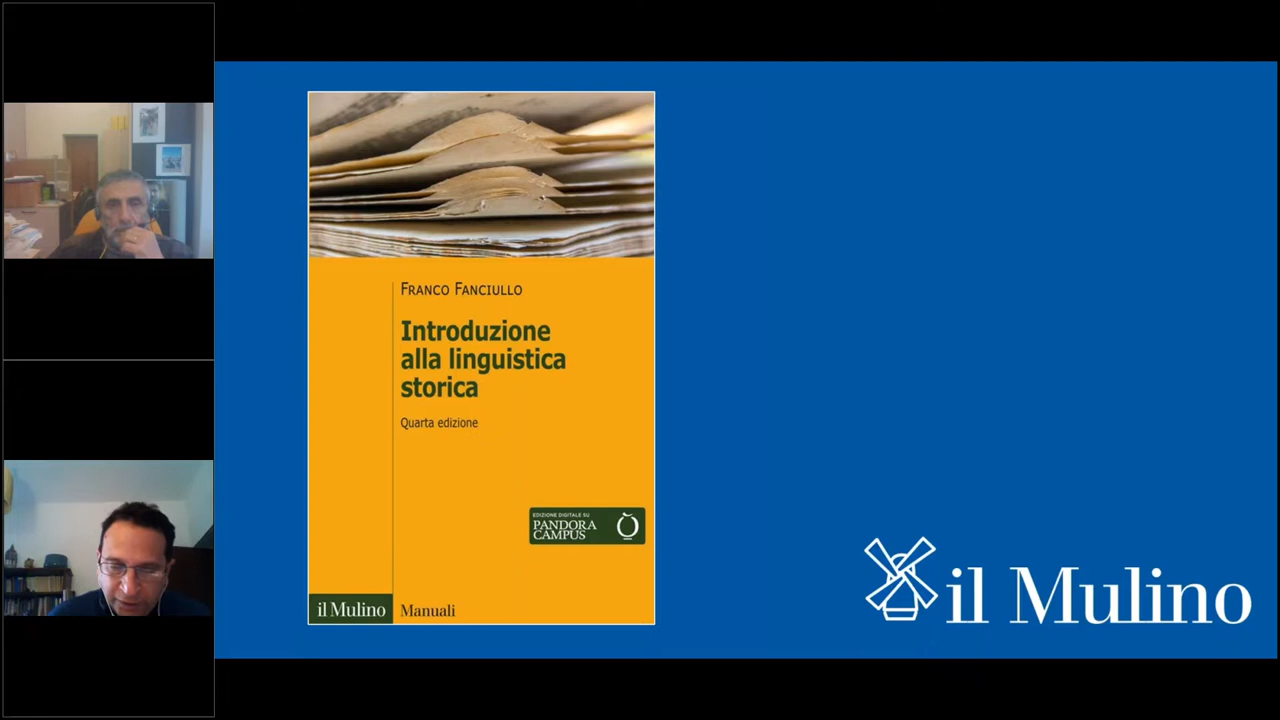 FRANCO FANCIULLO
Introduzione
alla linguistica
storica
Quarta edizione
EDIZIONE DIGITALE SU
PANDORA
CAMPUS
il Mulino
Manuali
il Mulino